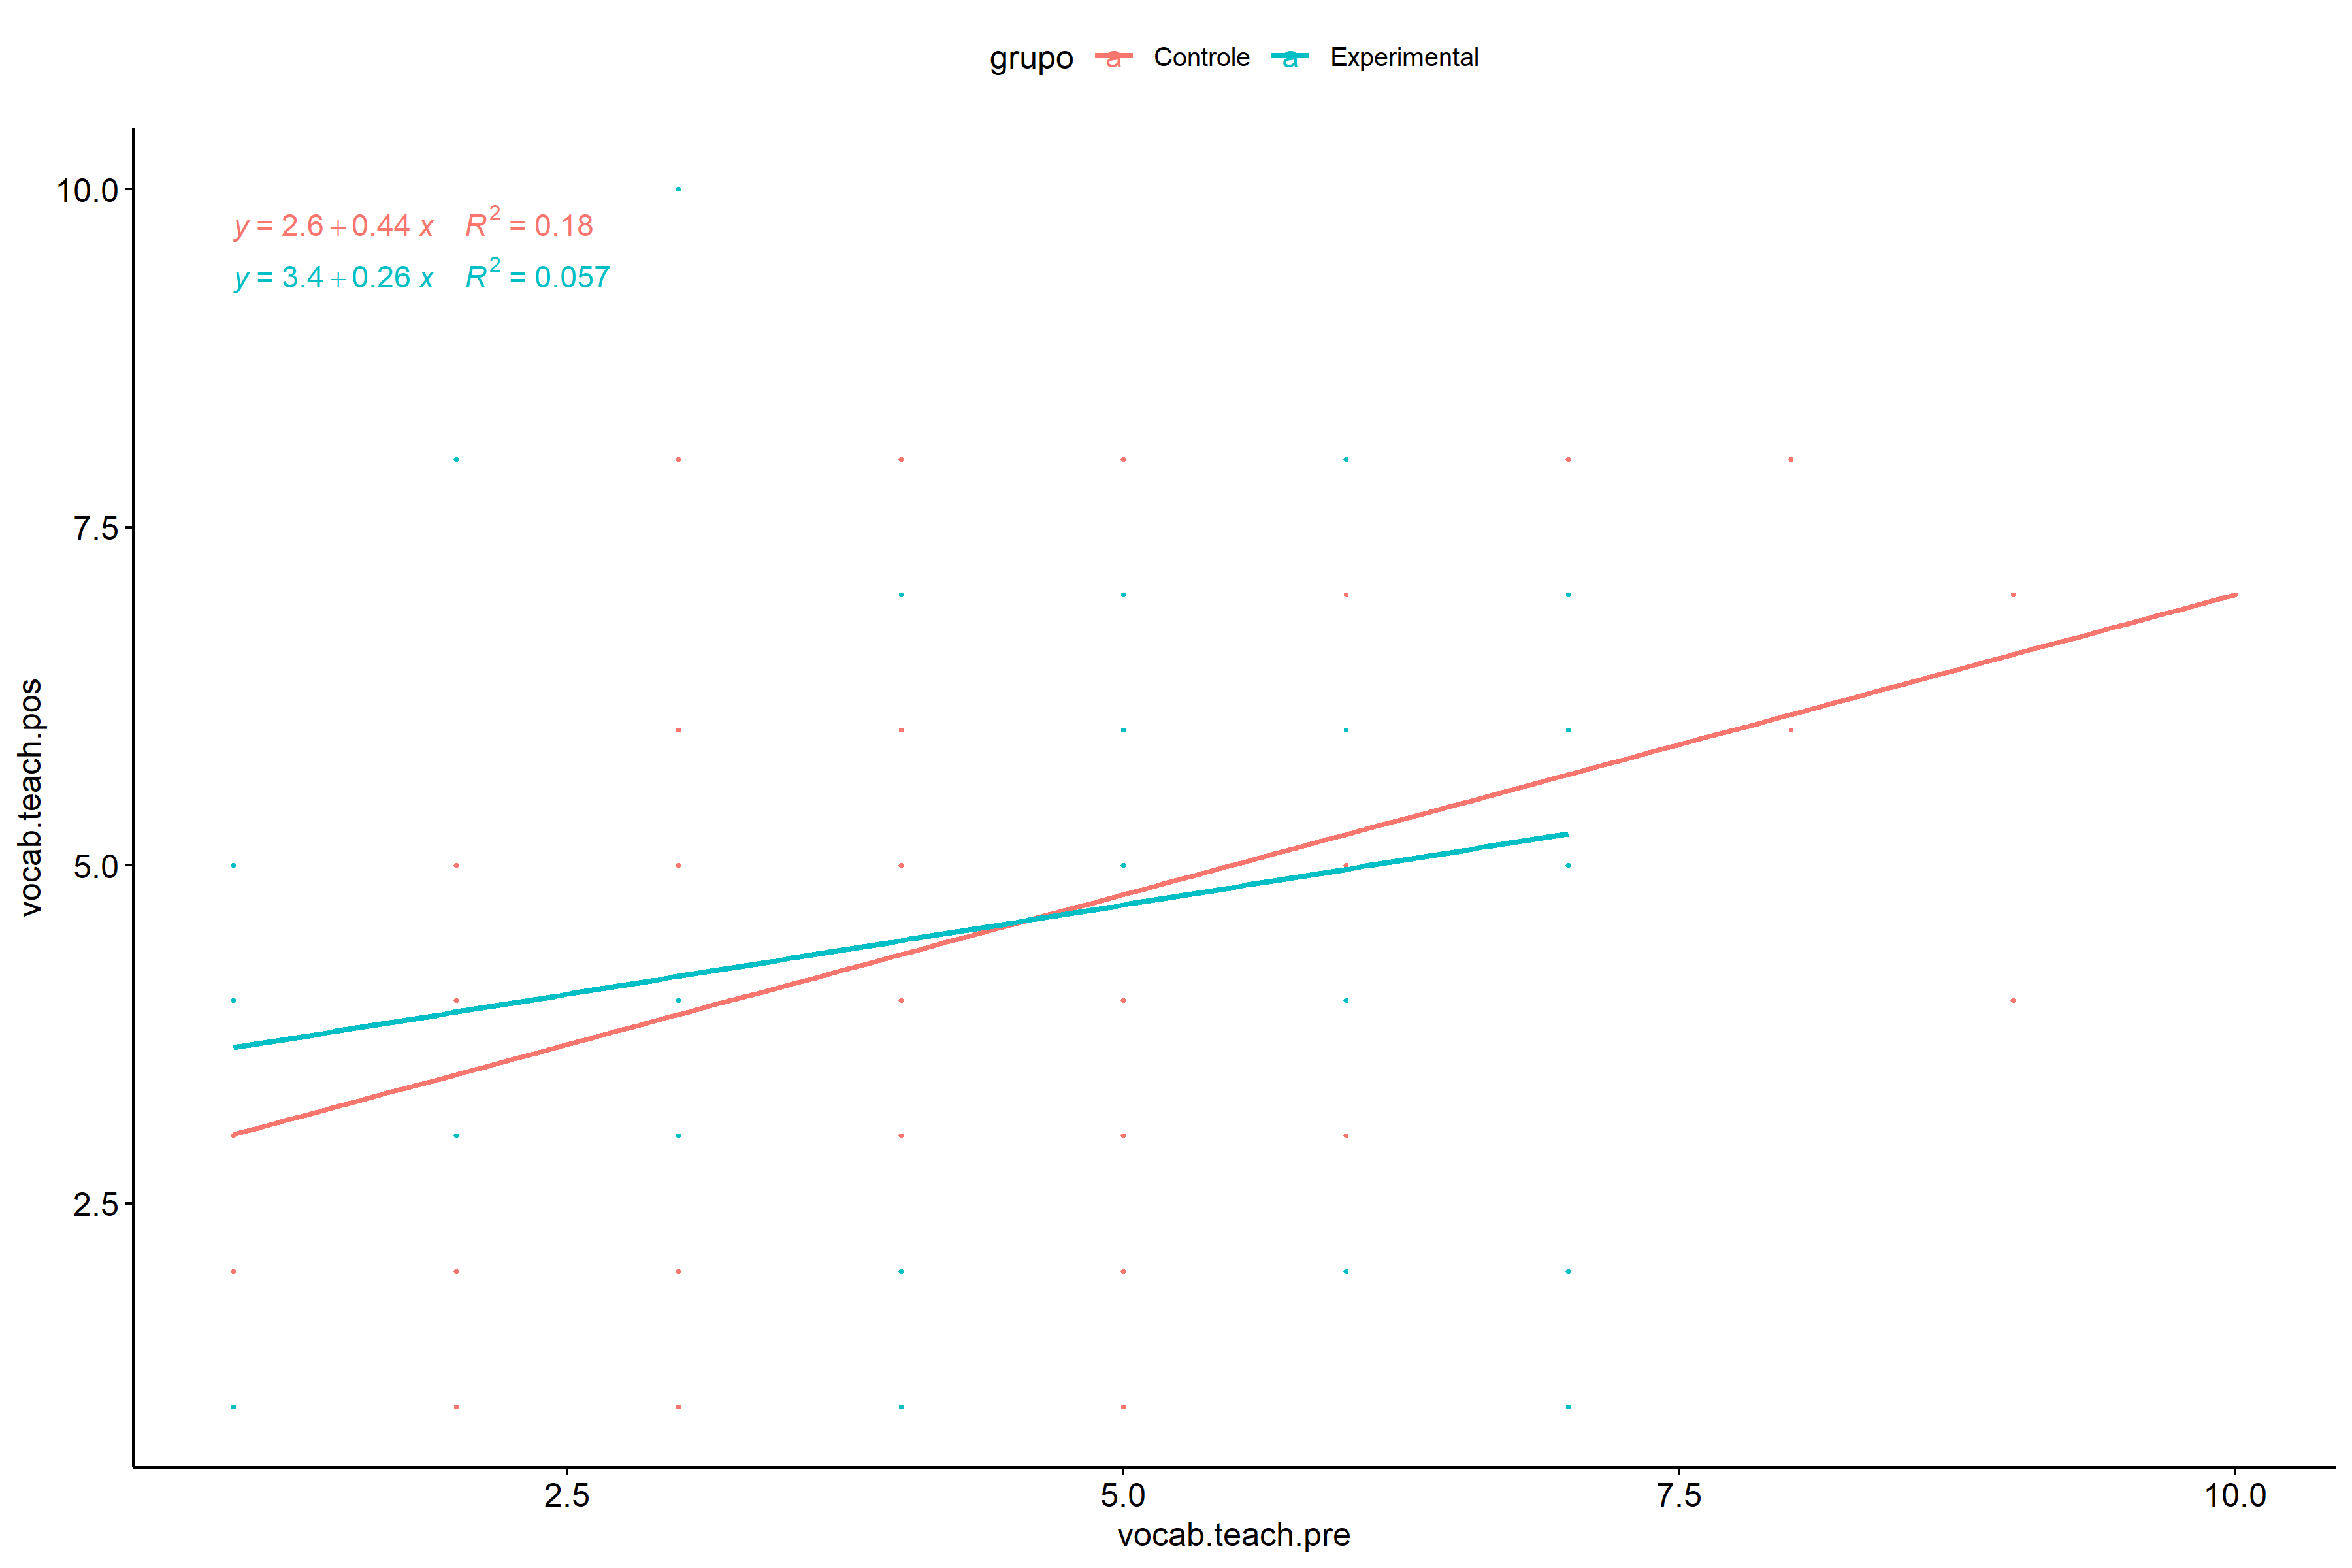 grupo a Controle a Experimental
10.0
y = 2.6 + 0.44 x R² = 0.18
y = 3.4 + 0.26 x R² = 0.057
7.5
vocab.teach.pos
5.0
2.5
2.5 5.0 7.5 10.0
vocab.teach.pre